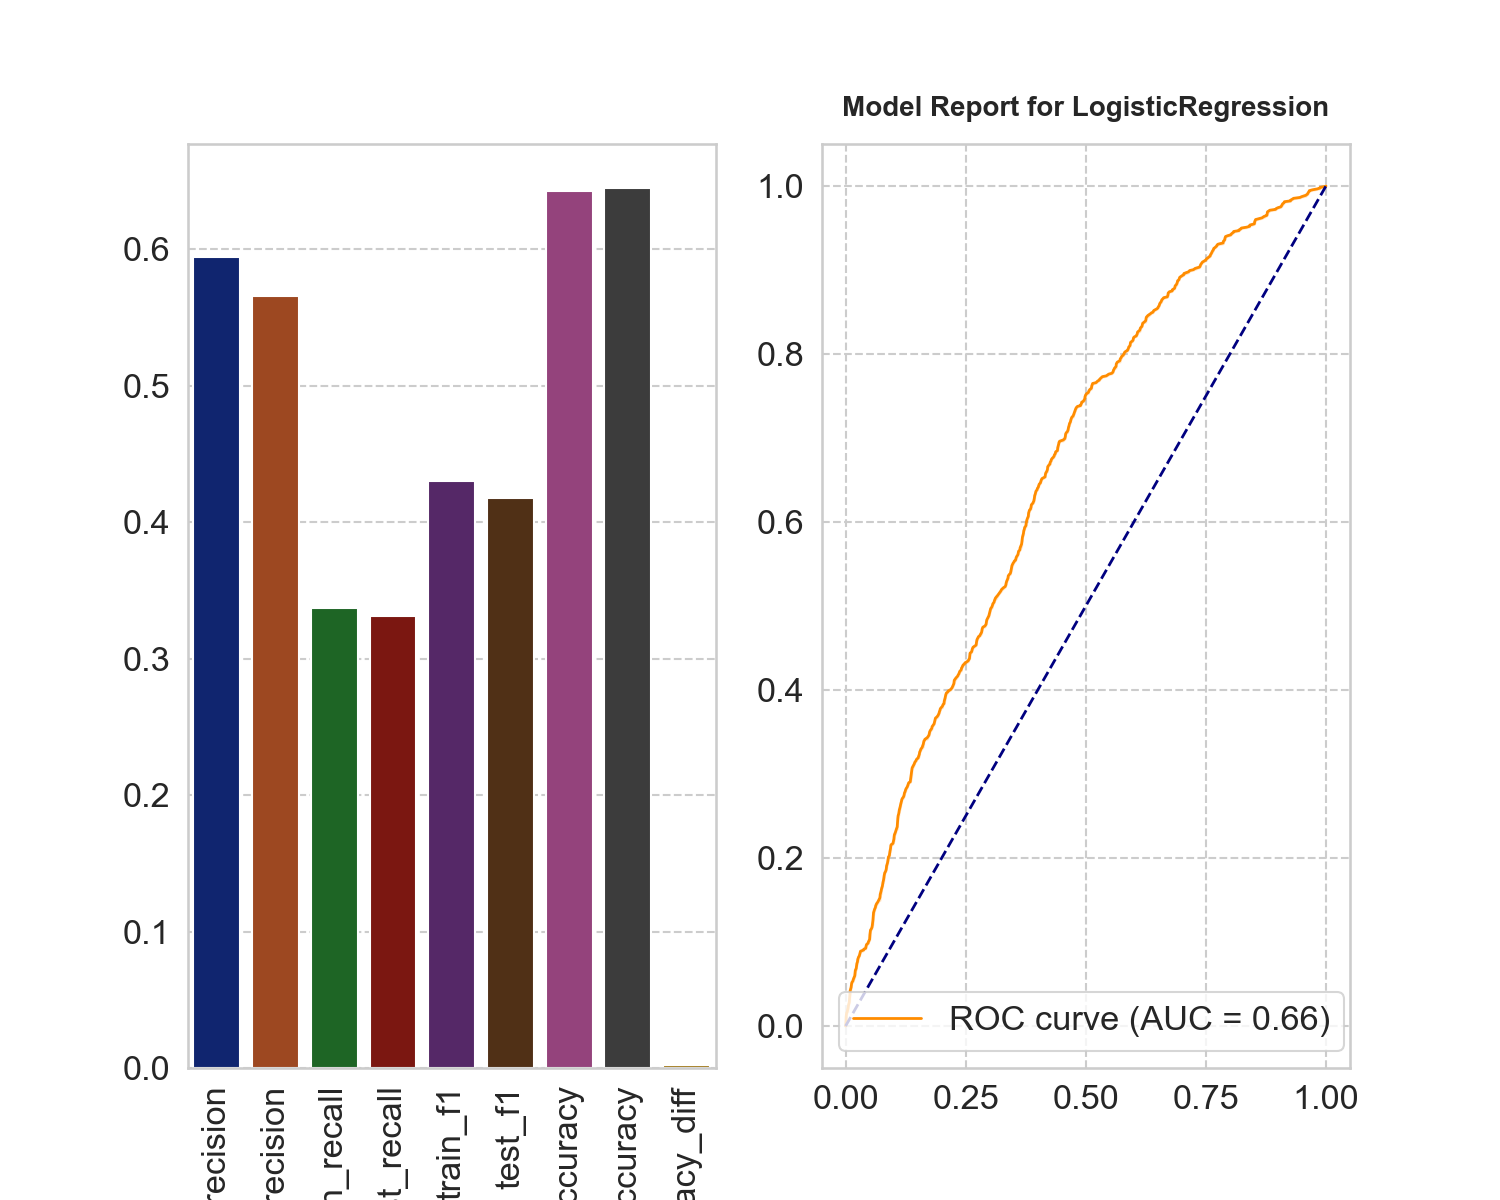 Model Report for LogisticRegression
0.6
0.5
0.4
0.3
0.2
0.1
0.0
recision
recision
n_recall
t_recall
train_f1
test_f1
ccuracy
ccuracy
acy_diff
1.0
0.8
0.6
0.4
0.2
0.0
ROC curve (AUC = 0.66)
0.00 0.25 0.50 0.75 1.00